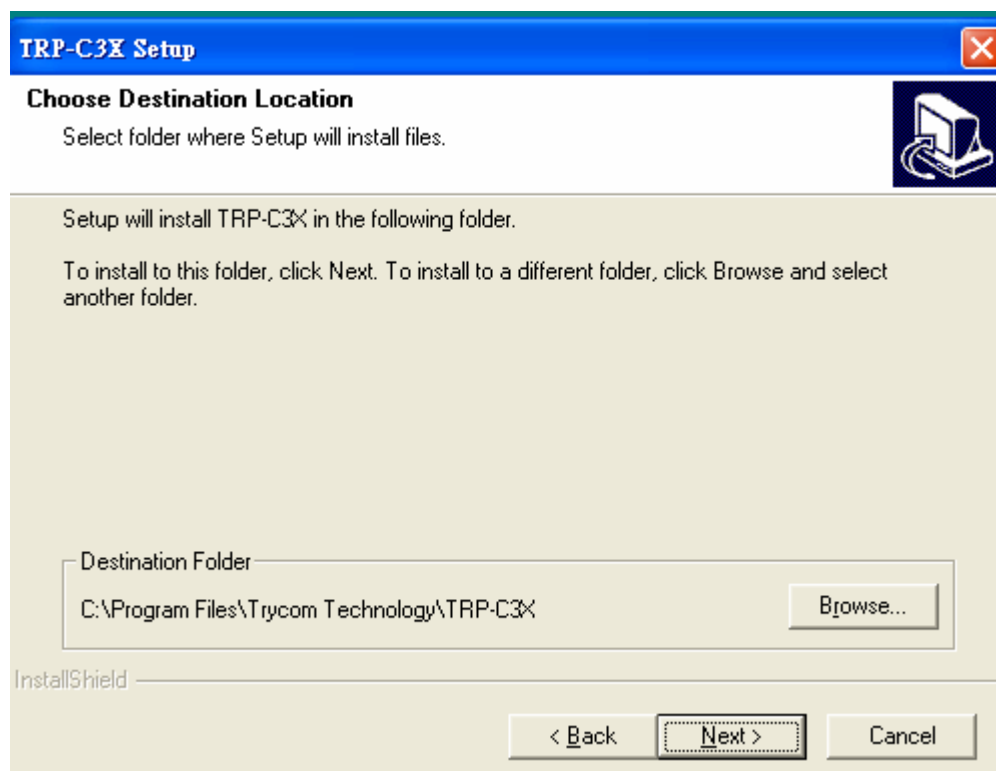 TRP-C3X Setup
Choose Destination Location
Select folder where Setup will install files.
Setup will install TRP-C3X in the following folder.
To install to this folder, click Next. To install to a different folder, click Browse and select
another folder.
Destination Folder
C:\Program Files\Trycom Technology\TRP-C3X
Browse...
InstallShield
< Back
Next >
Cancel